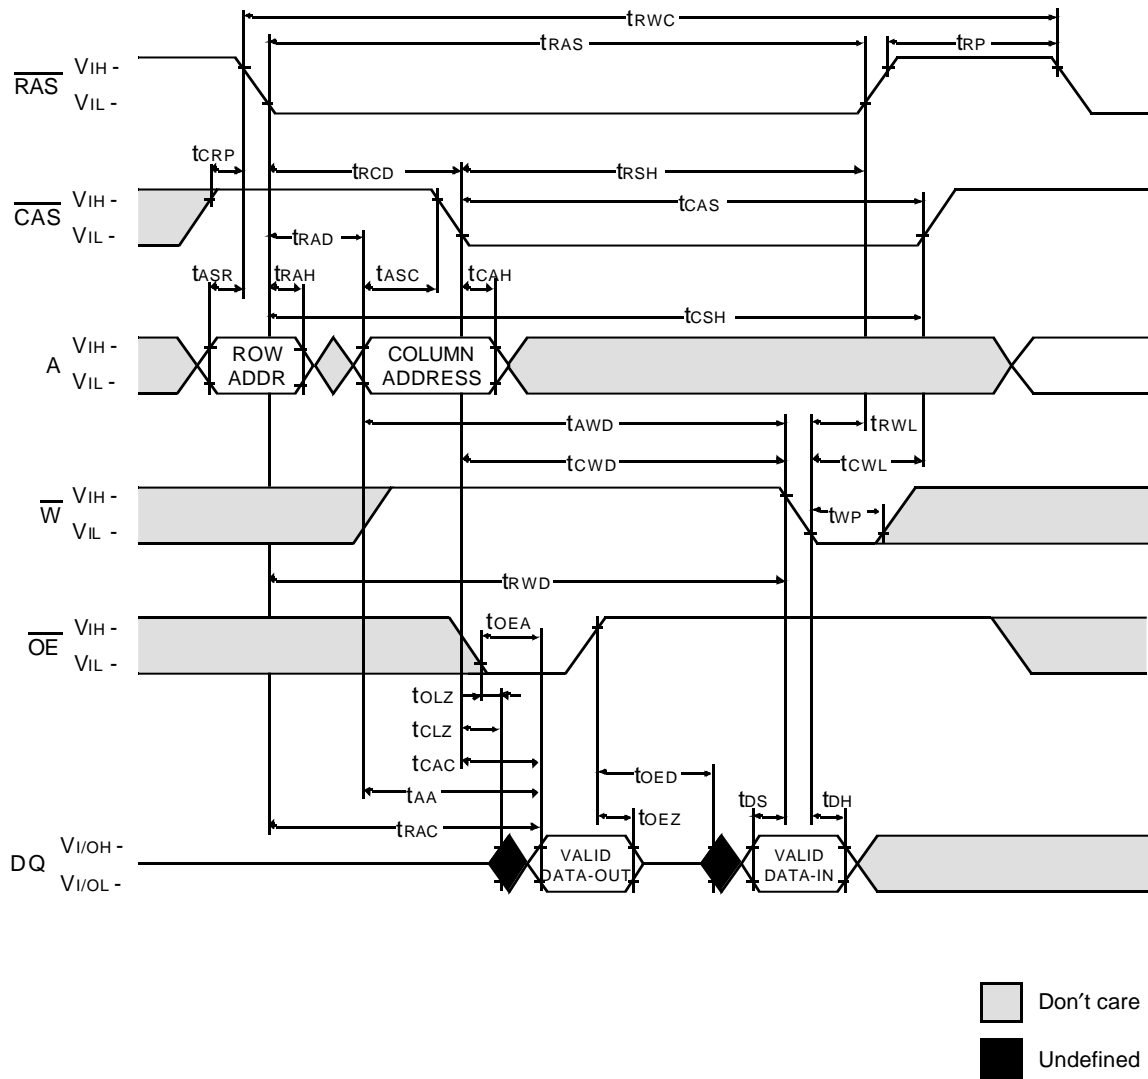 tRWC
tRAS
tRP
RAS
VIH -
VIL -
tCRP
tRCD
tRSH
CAS
VIH -
VIL -
tCAS
tRAD
tASR
tRAH
tASC
tCAH
tCSH
A
VIH -
VIL -
ROW
ADDR
COLUMN
ADDRESS
tAWD
tRWL
tCWD
tCWL
W
VIH -
VIL -
tWP
tRWD
OE
VIH -
VIL -
tOEA
tOLZ
tCLZ
tCAC
tOED
tAA
tDS
tDH
tRAC
tOEZ
DQ
VI/OH -
VI/OL -
VALID
DATA-OUT
VALID
DATA-IN
Don′t care
Undefined